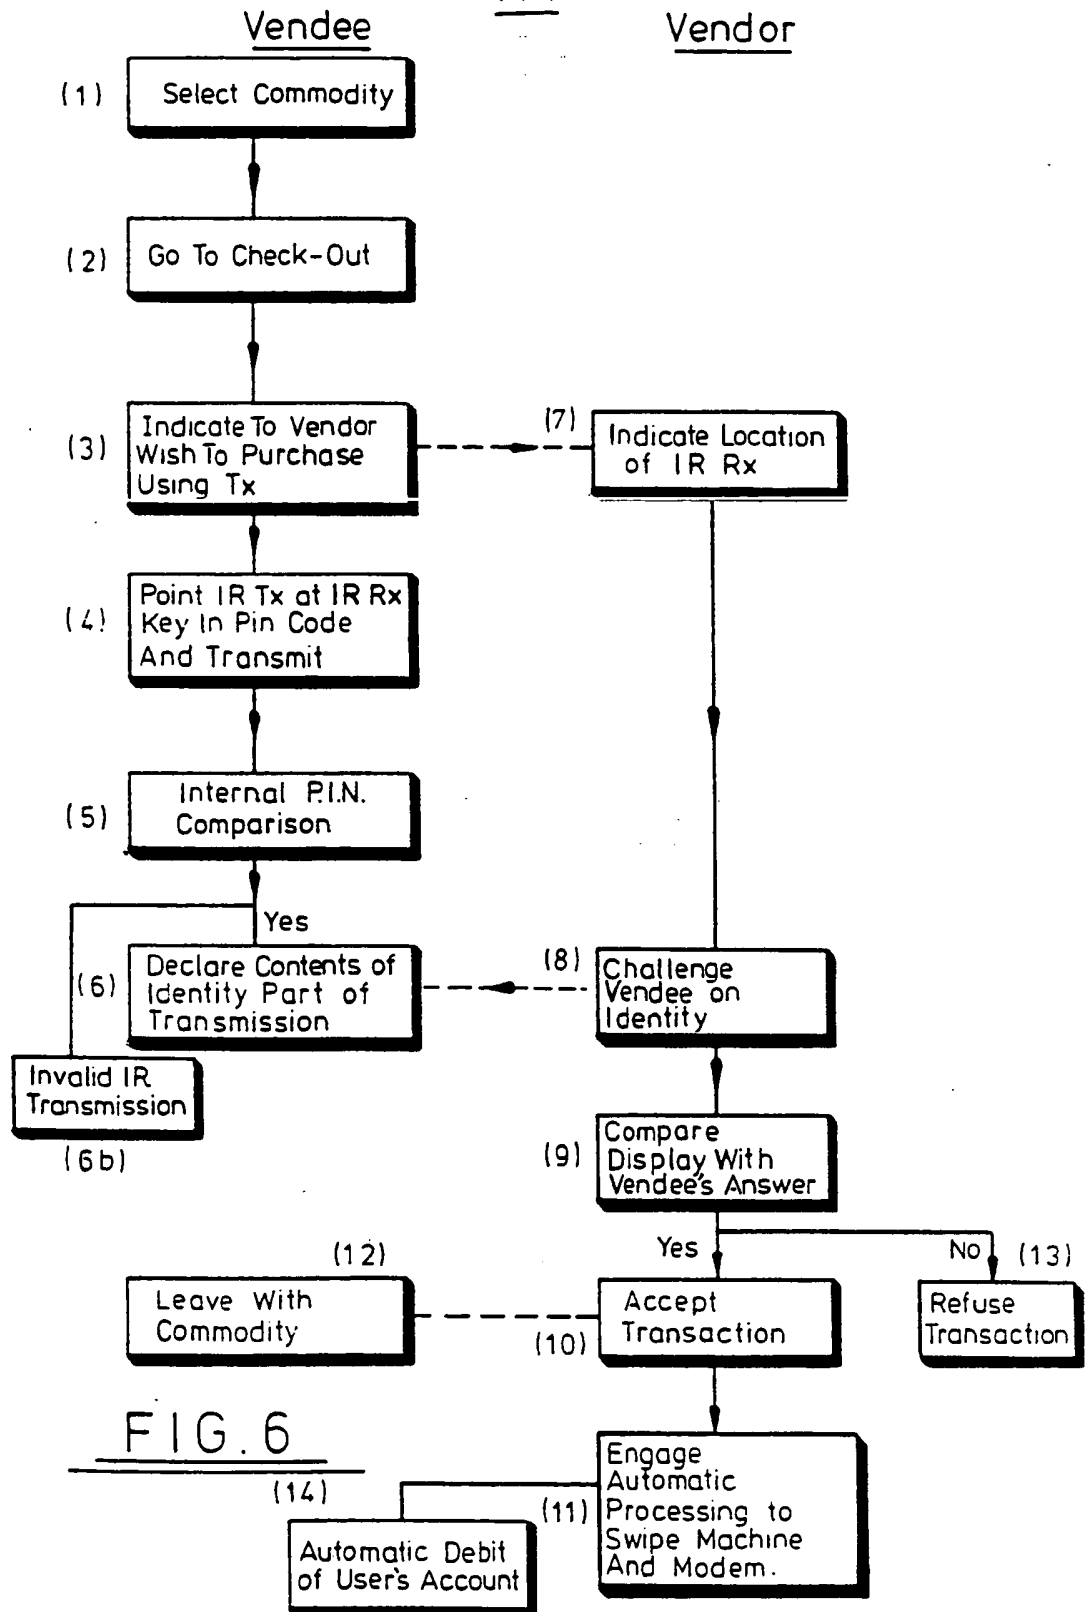 Vendee
Vendor
(1)
Select Commodity
(2)
Go To Check-Out
(3)
Indicate To Vendor
Wish To Purchase
Using Tx
(7)
Indicate Location
of IR Rx
(4)
Point IR Tx at IR Rx
Key In Pin Code
And Transmit
(5)
Internal P.I.N.
Comparison
Yes
(6)
Declare Contents of
Identity Part of
Transmission
(8)
Challenge
Vendee on
Identity
Invalid IR
Transmission
(6b)
(9)
Compare
Display With
Vendee's Answer
Yes
No
(13)
(12)
Leave With
Commodity
(10)
Accept
Transaction
Refuse
Transaction
FIG.6
(14)
Automatic Debit
of User's Account
(11)
Engage
Automatic
Processing to
Swipe Machine
And Modem.